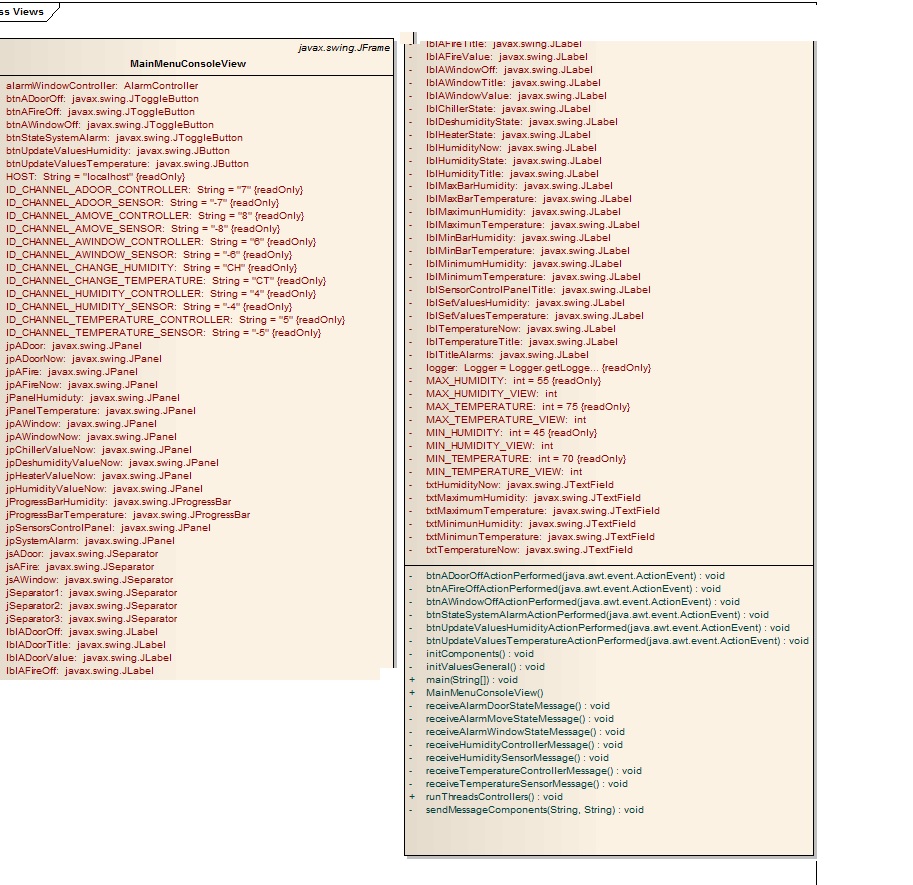 ss Views
javax.swing.JFrame
MainMenuConsoleView
alarmWindowController: AlarmController
btnADoorOff: javax.swing.JToggleButton
btnAFireOff: javax.swing.JToggleButton
btnAWindowOff: javax.swing.JToggleButton
btnStateSystemAlarm: javax.swing.JToggleButton
btnUpdateValuesHumidity: javax.swing.JButton
btnUpdateValuesTemperature: javax.swing.JButton
HOST: String = "localhost" {readOnly}
ID_CHANNEL_ADOOR_CONTROLLER: String = "7" {readOnly}
ID_CHANNEL_ADOOR_SENSOR: String = "-7" {readOnly}
ID_CHANNEL_AMOVE_CONTROLLER: String = "8" {readOnly}
ID_CHANNEL_AMOVE_SENSOR: String = "-8" {readOnly}
ID_CHANNEL_AWINDOW_CONTROLLER: String = "6" {readOnly}
ID_CHANNEL_AWINDOW_SENSOR: String = "-6" {readOnly}
ID_CHANNEL_CHANGE_HUMIDITY: String = "CH" {readOnly}
ID_CHANNEL_CHANGE_TEMPERATURE: String = "CT" {readOnly}
ID_CHANNEL_HUMIDITY_CONTROLLER: String = "4" {readOnly}
ID_CHANNEL_HUMIDITY_SENSOR: String = "-4" {readOnly}
ID_CHANNEL_TEMPERATURE_CONTROLLER: String = "5" {readOnly}
ID_CHANNEL_TEMPERATURE_SENSOR: String = "-5" {readOnly}
jpADoor: javax.swing.JPanel
jpADoorNow: javax.swing.JPanel
jpAFire: javax.swing.JPanel
jpAFireNow: javax.swing.JPanel
jPanelHumiduty: javax.swing.JPanel
jPanelTemperature: javax.swing.JPanel
jpAWindow: javax.swing.JPanel
jpAWindowNow: javax.swing.JPanel
jpChillerValueNow: javax.swing.JPanel
jpDeshumidityValueNow: javax.swing.JPanel
jpHeaterValueNow: javax.swing.JPanel
jpHumidityValueNow: javax.swing.JPanel
jProgressBarHumidity: javax.swing.JProgressBar
jProgressBarTemperature: javax.swing.JProgressBar
jpSensorsControlPanel: javax.swing.JPanel
jpSystemAlarm: javax.swing.JPanel
jsADoor: javax.swing.JSeparator
jsAFire: javax.swing.JSeparator
jsAWindow: javax.swing.JSeparator
jSeparator1: javax.swing.JSeparator
jSeparator2: javax.swing.JSeparator
jSeparator3: javax.swing.JSeparator
lblADoorOff: javax.swing.JLabel
lblADoorTitle: javax.swing.JLabel
lblADoorValue: javax.swing.JLabel
lblAFireOff: javax.swing.JLabel
- lblAFireTitle: javax.swing.JLabel
- lblAFireValue: javax.swing.JLabel
- lblAWindowOff: javax.swing.JLabel
- lblAWindowTitle: javax.swing.JLabel
- lblAWindowValue: javax.swing.JLabel
- lblChillerState: javax.swing.JLabel
- lblDeshumidityState: javax.swing.JLabel
- lblHeaterState: javax.swing.JLabel
- lblHumidityNow: javax.swing.JLabel
- lblHumidityState: javax.swing.JLabel
- lblHumidityTitle: javax.swing.JLabel
- lblMaxBarHumidity: javax.swing.JLabel
- lblMaxBarTemperature: javax.swing.JLabel
- lblMaximunHumidity: javax.swing.JLabel
- lblMaximunTemperature: javax.swing.JLabel
- lblMinBarHumidity: javax.swing.JLabel
- lblMinBarTemperature: javax.swing.JLabel
- lblMinimumHumidity: javax.swing.JLabel
- lblMinimumTemperature: javax.swing.JLabel
- lblSensorControlPanelTitle: javax.swing.JLabel
- lblSetValuesHumidity: javax.swing.JLabel
- lblSetValuesTemperature: javax.swing.JLabel
- lblTemperatureNow: javax.swing.JLabel
- lblTemperatureTitle: javax.swing.JLabel
- lblTitleAlarms: javax.swing.JLabel
- logger: Logger = Logger.getLogge... {readOnly}
- MAX_HUMIDITY: int = 55 {readOnly}
- MAX_HUMIDITY_VIEW: int
- MAX_TEMPERATURE: int = 75 {readOnly}
- MAX_TEMPERATURE_VIEW: int
- MIN_HUMIDITY: int = 45 {readOnly}
- MIN_HUMIDITY_VIEW: int
- MIN_TEMPERATURE: int = 70 {readOnly}
- MIN_TEMPERATURE_VIEW: int
- txtHumidityNow: javax.swing.JTextField
- txtMaximumHumidity: javax.swing.JTextField
- txtMaximumTemperature: javax.swing.JTextField
- txtMinimunHumidity: javax.swing.JTextField
- txtMinimunTemperature: javax.swing.JTextField
- txtTemperatureNow: javax.swing.JTextField
- btnADoorOffActionPerformed(java.awt.event.ActionEvent) : void
- btnAFireOffActionPerformed(java.awt.event.ActionEvent) : void
- btnAWindowOffActionPerformed(java.awt.event.ActionEvent) : void
- btnStateSystemAlarmActionPerformed(java.awt.event.ActionEvent) : void
- btnUpdateValuesHumidityActionPerformed(java.awt.event.ActionEvent) : void
- btnUpdateValuesTemperatureActionPerformed(java.awt.event.ActionEvent) : void
- initComponents() : void
- initValuesGeneral() : void
+ main(String[]) : void
+ MainMenuConsoleView()
- receiveAlarmDoorStateMessage() : void
- receiveAlarmMoveStateMessage() : void
- receiveAlarmWindowStateMessage() : void
- receiveHumidityControllerMessage() : void
- receiveHumiditySensorMessage() : void
- receiveTemperatureControllerMessage() : void
- receiveTemperatureSensorMessage() : void
+ runThreadsControllers() : void
- sendMessageComponents(String, String) : void